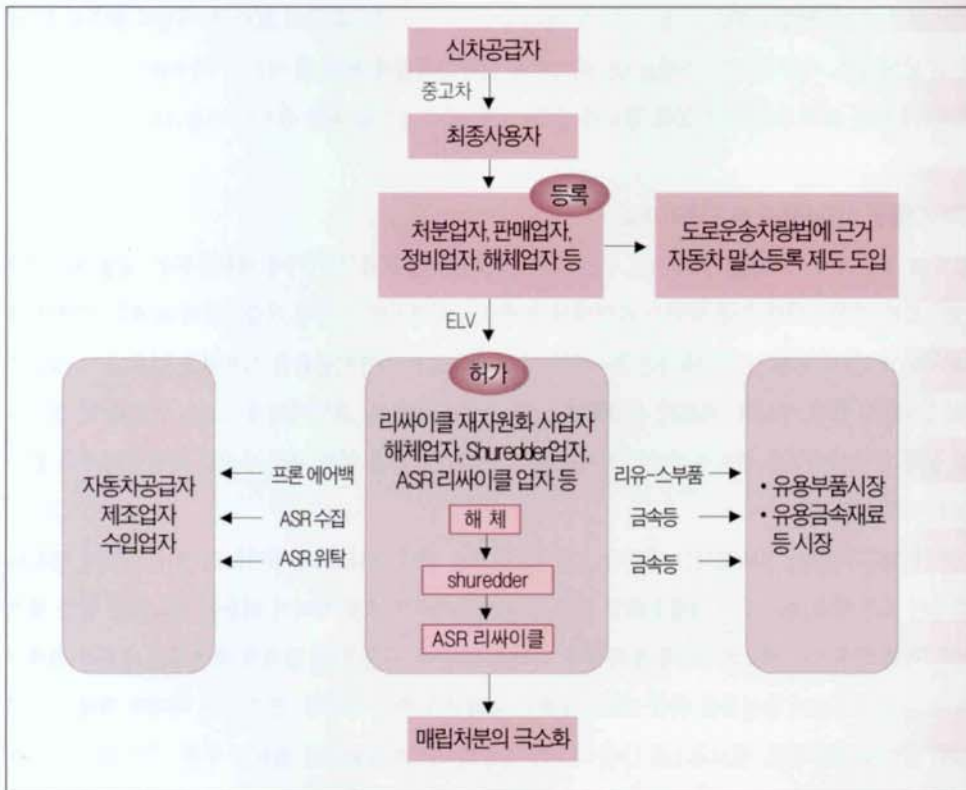 신차공급자
중고차
최종사용자
등록
처분업자, 판매업자,
정비업자, 해체업자 등
도로운송차량법에 근거
자동차 말소등록 제도 도입
ELV
허가
리싸이클 재자원화 사업자
해체업자, Shuredder업자,
ASR 리싸이클 업자 등
자동차공급자
제조업자
수입업자
프론 에어백
ASR 수집
ASR 위탁
해 체
shuredder
ASR 리싸이클
리유-스부품
금속등
금속등
• 유용부품시장
• 유용금속재료
등 시장
매립처분의 극소화